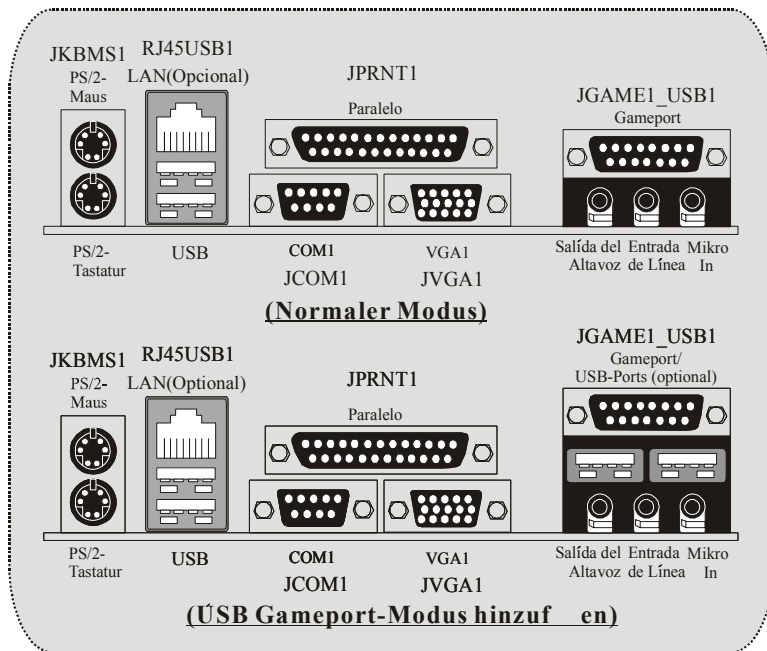 JKBMS1
PS/2-
Maus
RJ45USB1
LAN(Opcional)
JPRNT1
Paralelo
JGAME1_USB1
Gameport
PS/2-
Tastatur
USB
COM1
JCOM1
VGA1
JVGA1
Salída del
Altavoz
Entrada
de Línea
Mikro
In
(Normaler Modus)
JKBMS1
PS/2-
Maus
RJ45USB1
LAN(Optional)
JPRNT1
Paralelo
JGAME1_USB1
Gameport/
USB-Ports (optional)
PS/2-
Tastatur
USB
COM1
JCOM1
VGA1
JVGA1
Salída del
Altavoz
Entrada
de Línea
Mikro
In
(ÚSB Gameport-Modus hinzuf en)